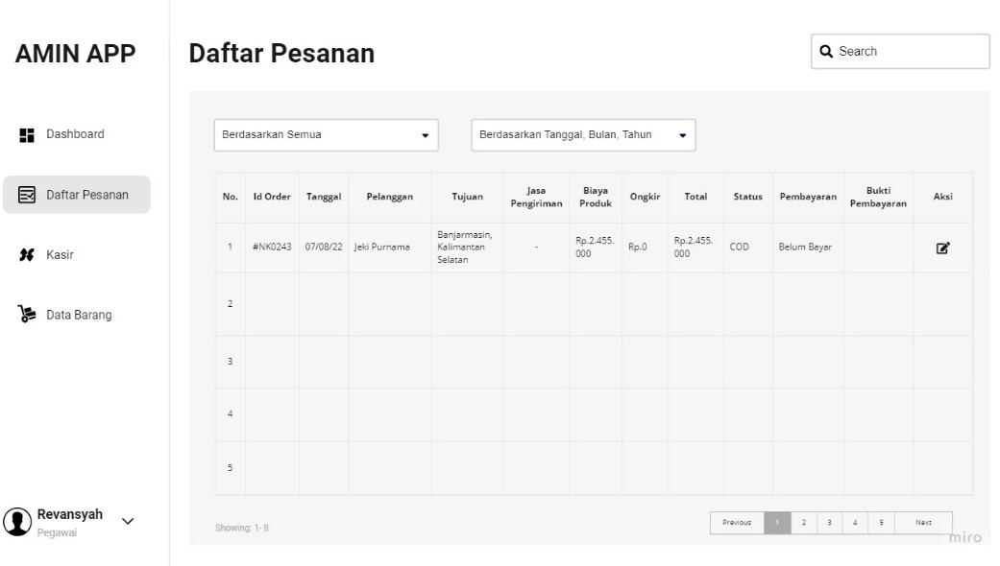 AMIN APP
Daftar Pesanan
Search
Dashboard
Daftar Pesanan
Kasir
Data Barang
Revansyah
Pegawai
Berdasarkan Semua
Berdasarkan Tanggal, Bulan, Tahun
No. Id Order Tanggal Pelanggan Tujuan Jasa Pengiriman Biaya Produk Ongkir Total Status Pembayaran Bukti Pembayaran Aksi
1 #NK0243 07/08/22 Jeki Purnama Banjarmasin, Kalimantan Selatan - Rp.2.455.000 Rp.0 Rp.2.455.000 COD Belum Bayar
2
3
4
5
Showing: 1- 8
Previous 1 2 3 4 5 Next
miro